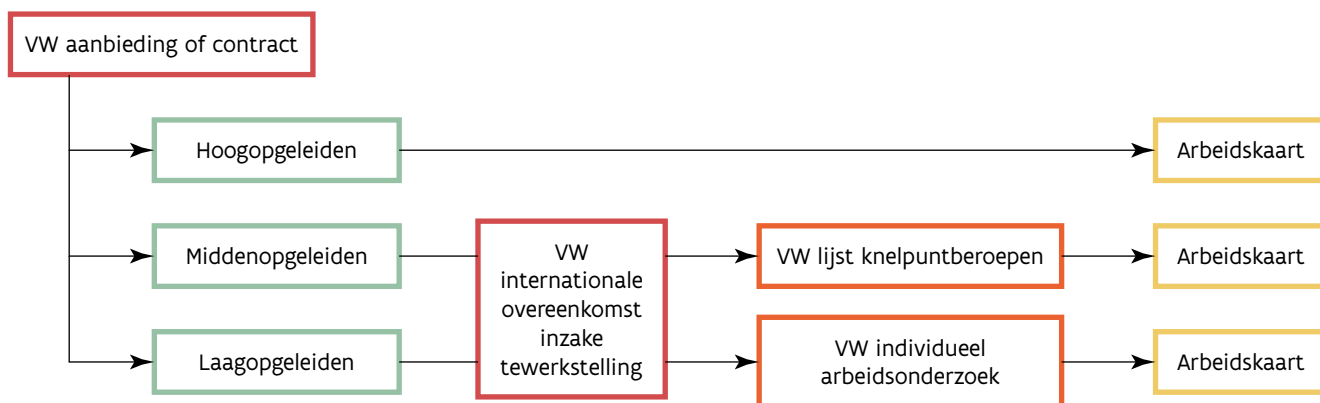 VW aanbieding of contract
Hoogopgeleiden
Arbeidskaart
Middenopgeleiden
VW
internationale
overeenkomst
inzake
tewerkstelling
VW lijst knelpuntberoepen
Arbeidskaart
Laagopgeleiden
VW individueel
arbeidsonderzoek
Arbeidskaart